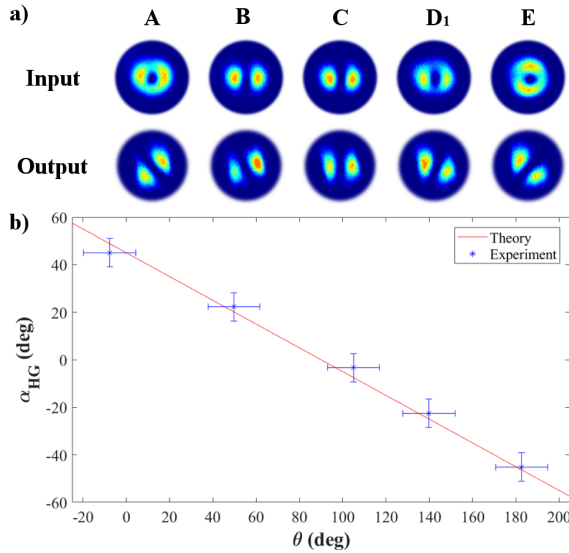 a)
A B C D1 E
Input
Output
b)
60
40
20
0
-20
-40
-60
αHG (deg)
Theory
Experiment
-20 0 20 40 60 80 100 120 140 160 180 200
θ (deg)